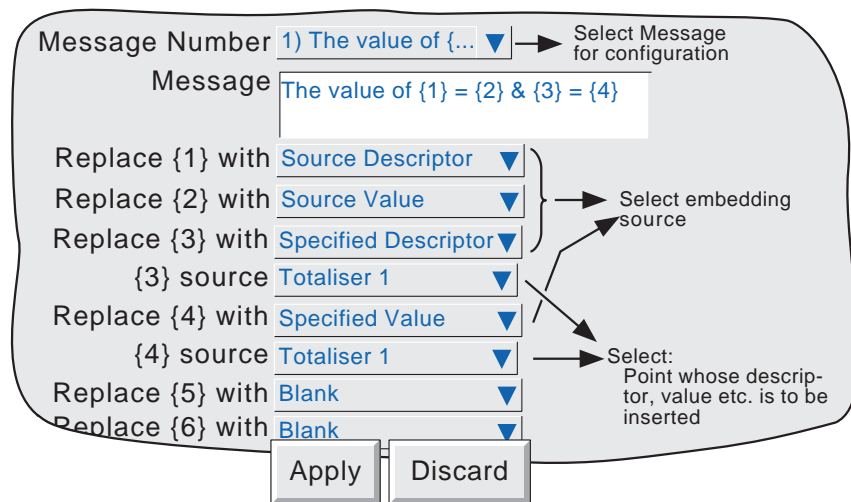 Message Number 1) The value of {... Select Message
for configuration
Message The value of {1} = {2} & {3} = {4}
Replace {1} with Source Descriptor
Replace {2} with Source Value Select embedding
source
Replace {3} with Specified Descriptor
{3} source Totaliser 1
Replace {4} with Specified Value
{4} source Totaliser 1 Select:
Point whose descrip-
tor, value etc. is to be
inserted
Replace {5} with Blank
Replace {6} with Blank
Apply Discard